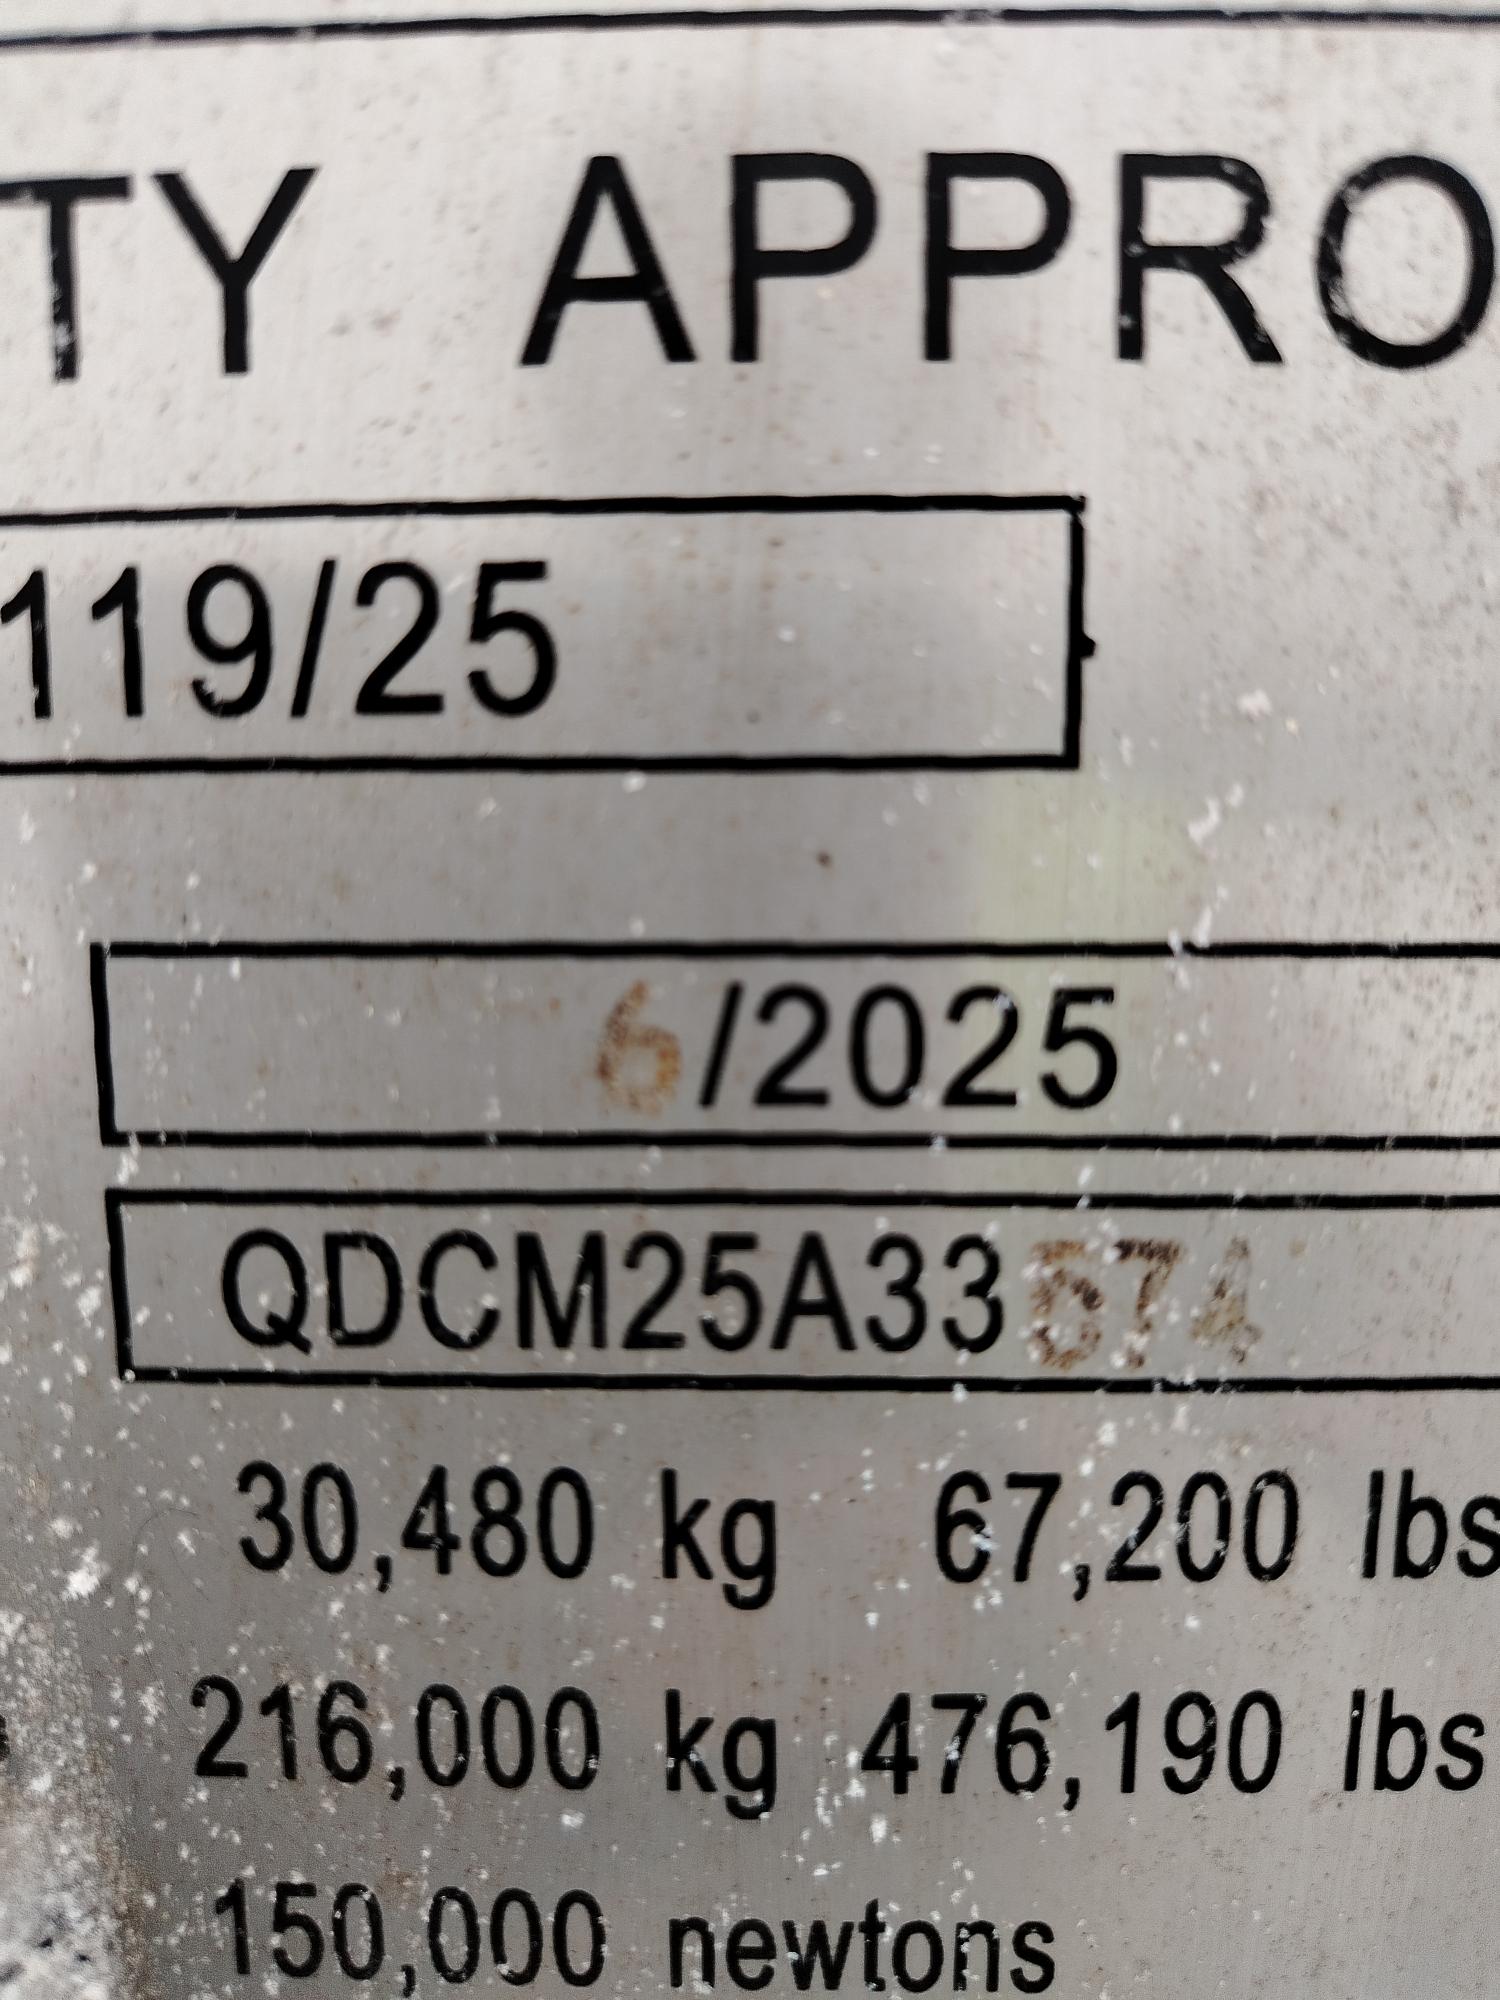 TY APPRO
119/25
6/2025
QDCM25A33574
30,480 kg 67,200 lbs
216,000 kg 476,190 lbs
150,000 newtons